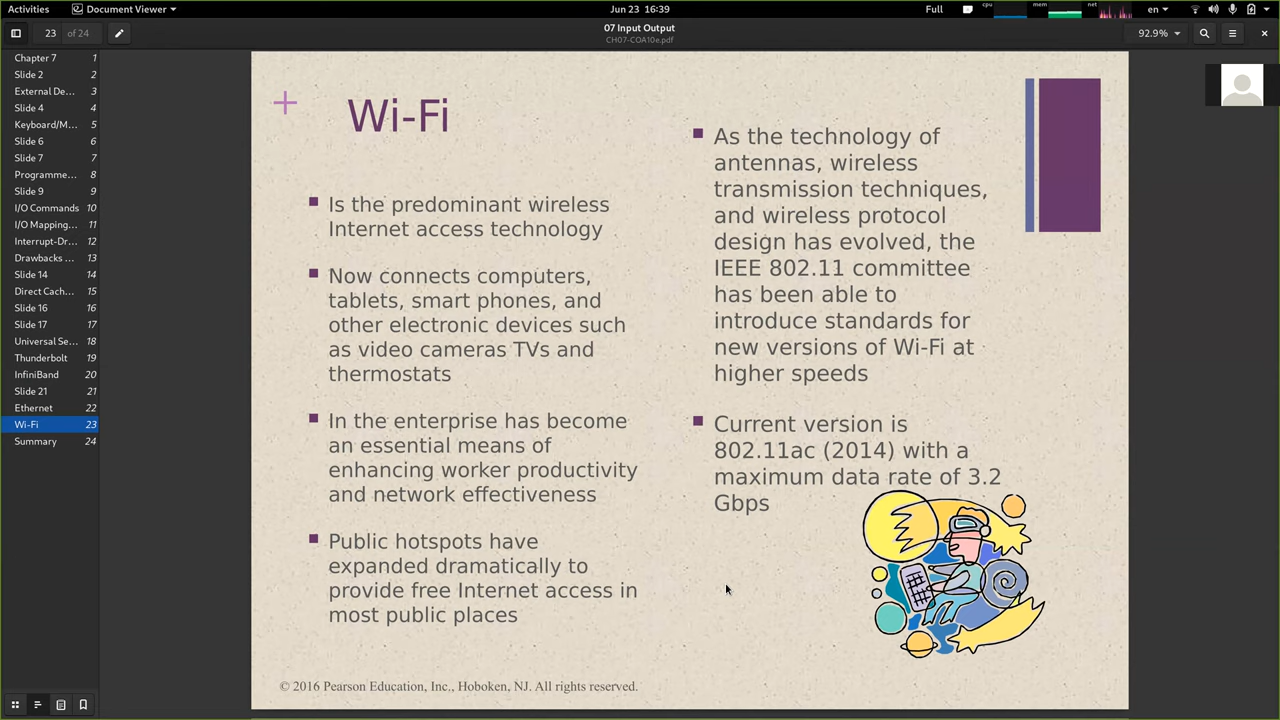 Activities
Document Viewer
Jun 23 16:39
Full
cpu
mem
net
en
23 of 24
07 Input Output
CH07-COA10e.pdf
92.9%
Chapter 7 1
Slide 2 2
External De... 3
Slide 4 4
Keyboard/M... 5
Slide 6 6
Slide 7 7
Programme... 8
Slide 9 9
I/O Commands 10
I/O Mapping... 11
Interrupt-Dr... 12
Drawbacks ... 13
Slide 14 14
Direct Cach... 15
Slide 16 16
Slide 17 17
Universal Se... 18
Thunderbolt 19
InfiniBand 20
Slide 21 21
Ethernet 22
Wi-Fi 23
Summary 24
+
Wi-Fi
Is the predominant wireless
Internet access technology
Now connects computers,
tablets, smart phones, and
other electronic devices such
as video cameras TVs and
thermostats
In the enterprise has become
an essential means of
enhancing worker productivity
and network effectiveness
Public hotspots have
expanded dramatically to
provide free Internet access in
most public places
As the technology of
antennas, wireless
transmission techniques,
and wireless protocol
design has evolved, the
IEEE 802.11 committee
has been able to
introduce standards for
new versions of Wi-Fi at
higher speeds
Current version is
802.11ac (2014) with a
maximum data rate of 3.2
Gbps
© 2016 Pearson Education, Inc., Hoboken, NJ. All rights reserved.